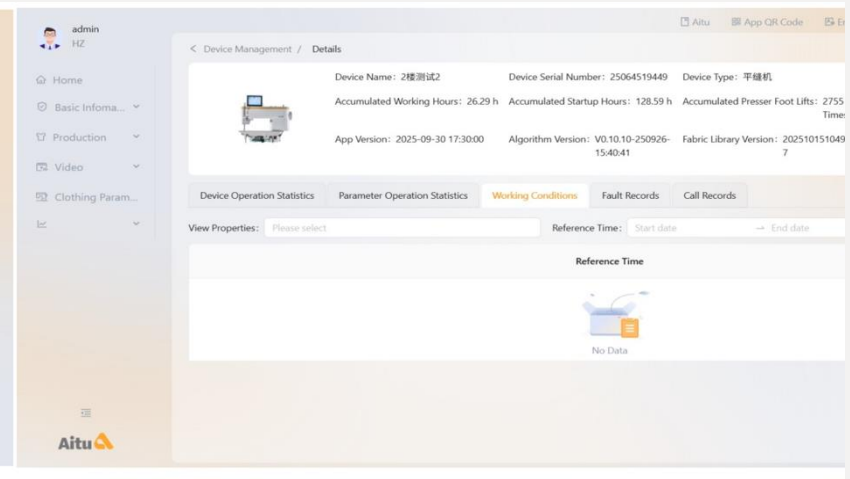 Aitu
App QR Code
admin
HZ
< Device Management / Details
Home
Basic Infoma...
Production
Video
Clothing Param...
Device Name: 2楼测试2
Device Serial Number: 25064519449
Device Type: 平缝机
Accumulated Working Hours: 26.29 h
Accumulated Startup Hours: 128.59 h
Accumulated Presser Foot Lifts: 2755
Times
App Version: 2025-09-30 17:30:00
Algorithm Version: V0.10.10-250926-
15:40:41
Fabric Library Version: 202510151049
7
Device Operation Statistics
Parameter Operation Statistics
Working Conditions
Fault Records
Call Records
View Properties: Please select
Reference Time: Start date → End date
Reference Time
No Data
Aitu